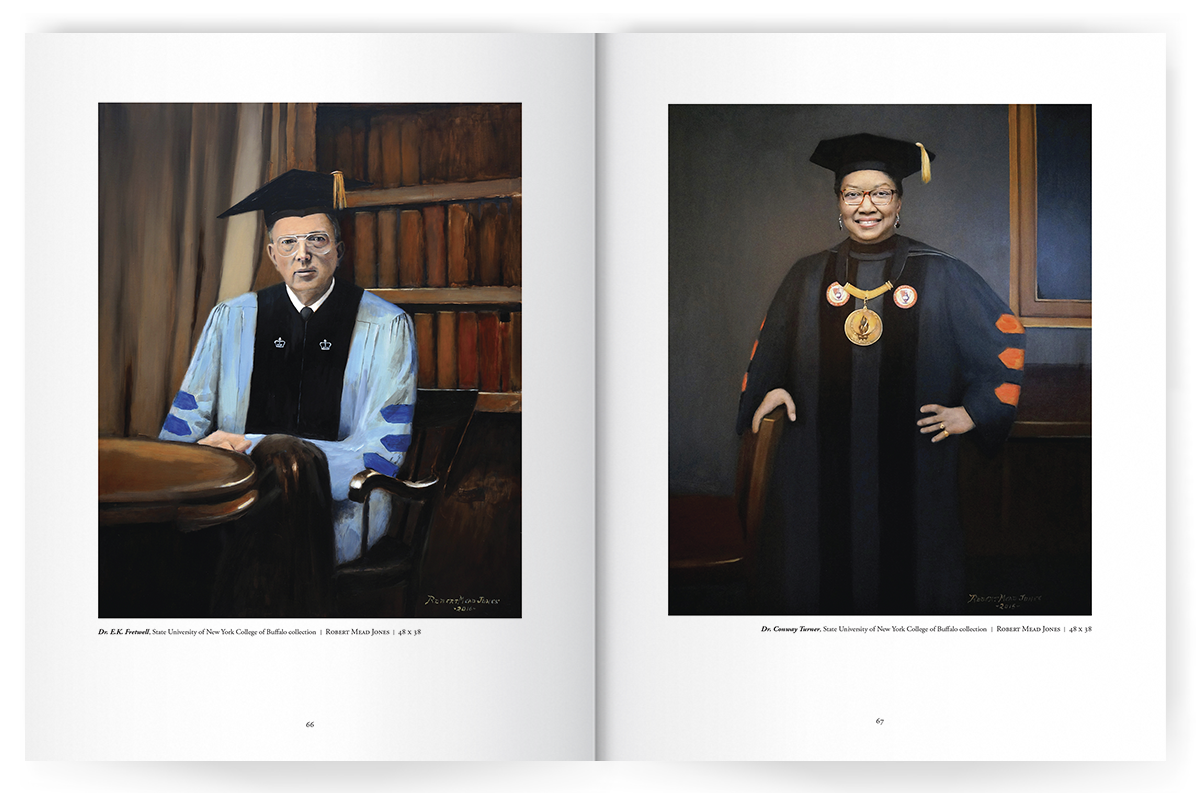 ROBERT MEAD JONES
-2016-
Dr. E.K. Fretwell, State University of New York College of Buffalo collection | ROBERT MEAD JONES | 48 X 38
66
ROBERT MEAD JONES
Dr. Conway Turner, State University of New York College of Buffalo collection | ROBERT MEAD JONES | 48 X 38
67